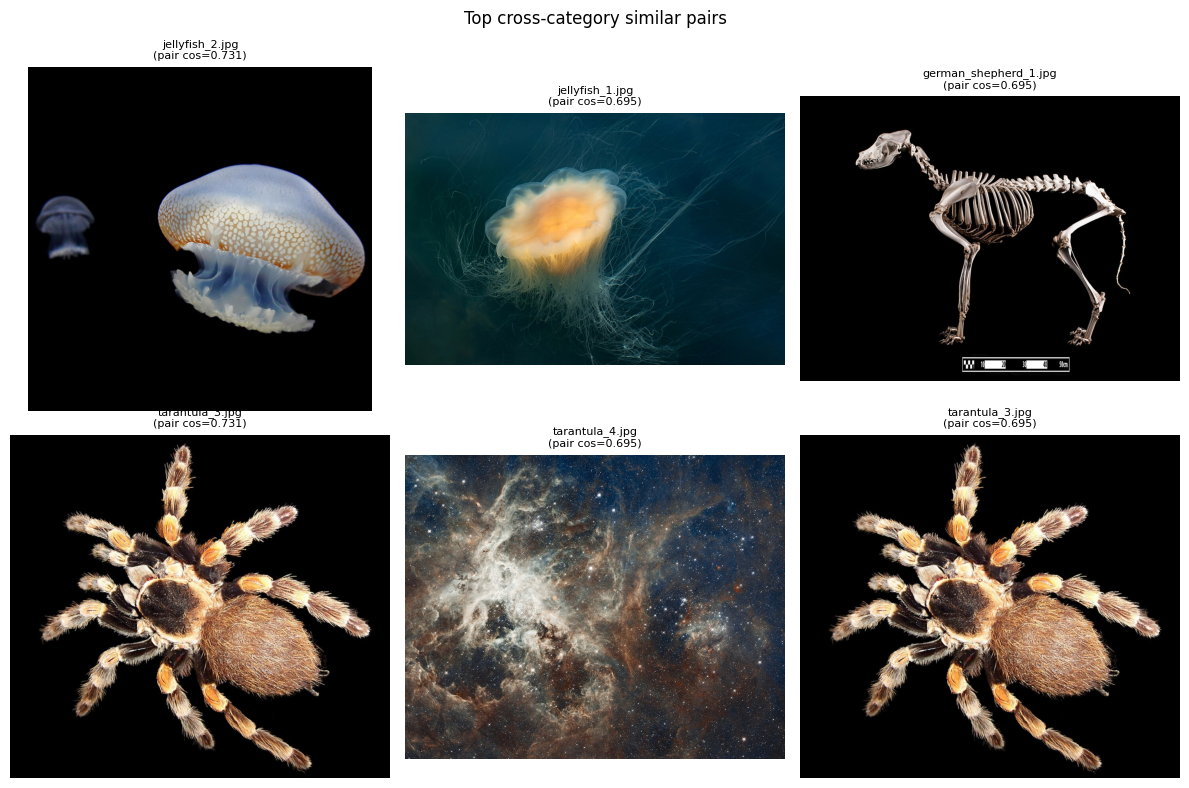 Top cross-category similar pairs
jellyfish_2.jpg
(pair cos=0.731)
jellyfish_1.jpg
(pair cos=0.695)
german_shepherd_1.jpg
(pair cos=0.695)
tarantula_3.jpg
(pair cos=0.731)
tarantula_4.jpg
(pair cos=0.695)
tarantula_3.jpg
(pair cos=0.695)